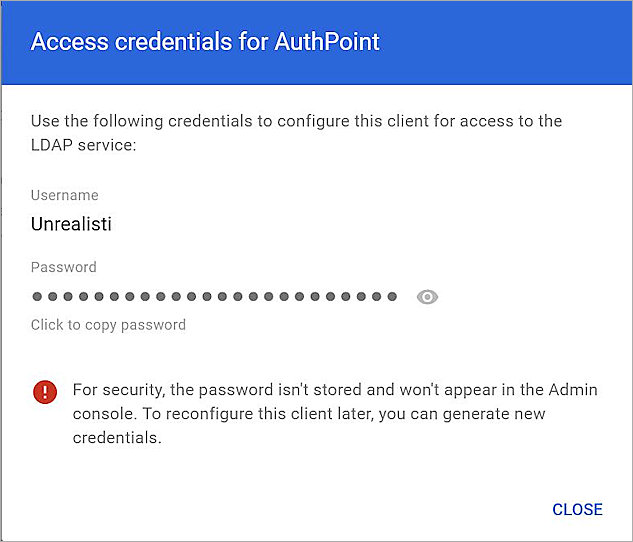 Access credentials for AuthPoint
Use the following credentials to configure this client for access to the
LDAP service:
Username
Unrealisti
Password
••••••••••••••••••••••••
Click to copy password
For security, the password isn't stored and won't appear in the Admin
console. To reconfigure this client later, you can generate new
credentials.
CLOSE